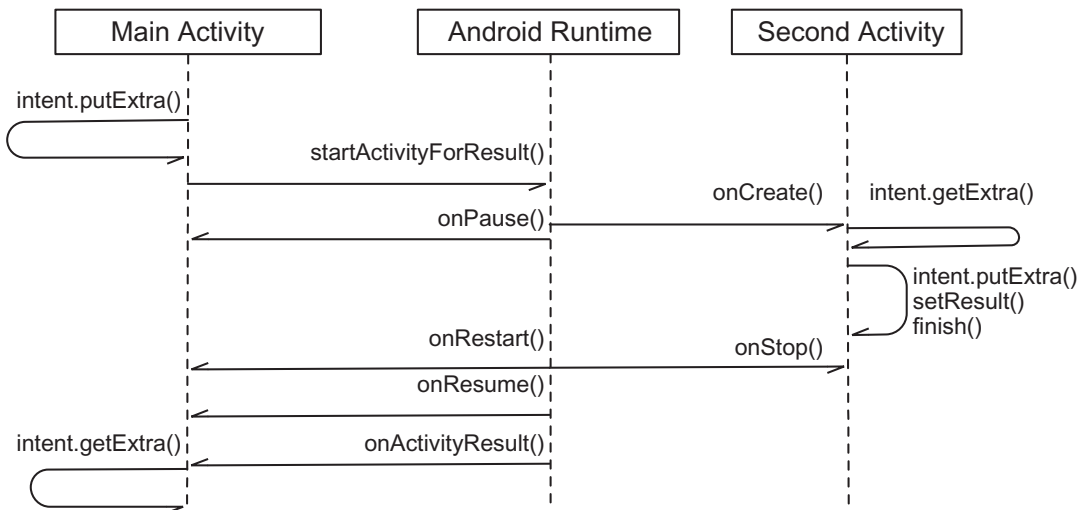 Main Activity
Android Runtime
Second Activity
intent.putExtra()
startActivityForResult()
onCreate()
intent.getExtra()
onPause()
intent.putExtra()
setResult()
finish()
onRestart()
onStop()
onResume()
intent.getExtra()
onActivityResult()